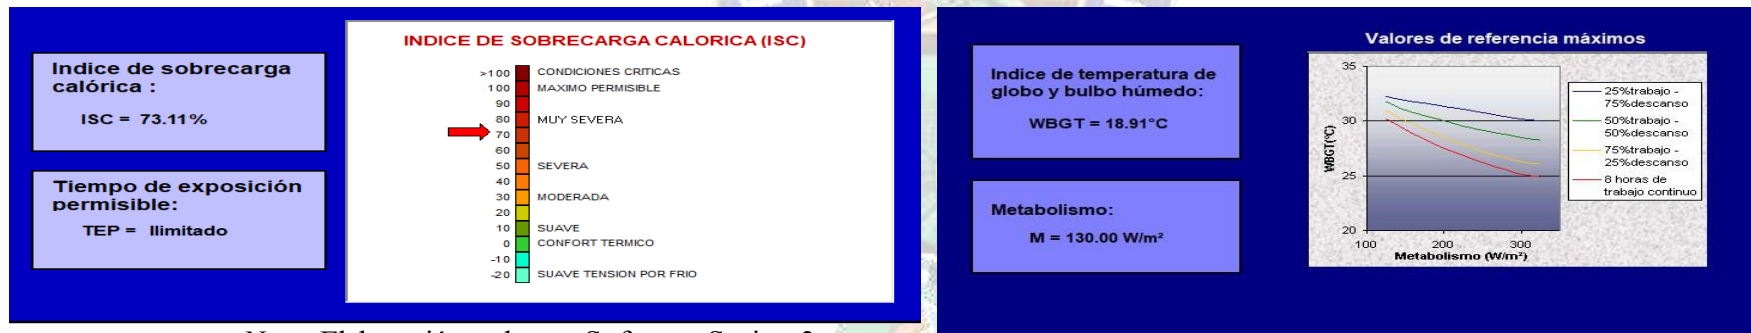 Indice de sobrecarga
calórica :
ISC = 73.11%
Tiempo de exposición
permisible:
TEP = Ilimitado
INDICE DE SOBRECARGA CALORICA (ISC)
>100 CONDICIONES CRITICAS
100 MAXIMO PERMISIBLE
90
80 MUY SEVERA
70
60
50 SEVERA
40
30 MODERADA
20
10 SUAVE
0 CONFORT TERMICO
-10
-20 SUAVE TENSION POR FRIO
Indice de temperatura de
globo y bulbo húmedo:
WBGT = 18.91°C
Metabolismo:
M = 130.00 W/m²
Valores de referencia máximos
WBGT(ºC)
35
30
25
20
100 200 300
Metabolismo (W/m²)
25%trabajo -
75%descanso
50%trabajo -
50%descanso
75%trabajo -
25%descanso
8 horas de
trabajo continuo